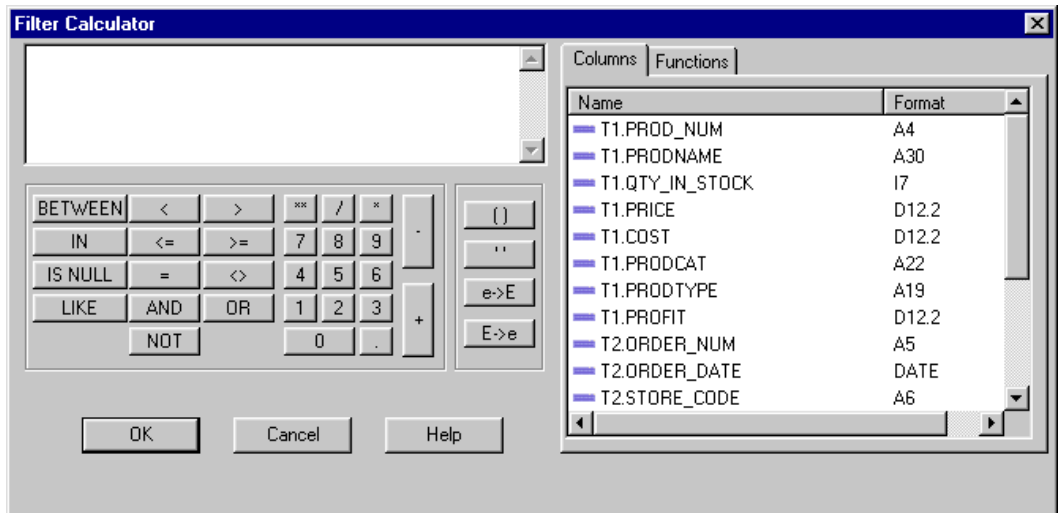 Filter Calculator
Columns Functions
Name Format
T1.PROD_NUM A4
T1.PRODNAME A30
T1.QTY_IN_STOCK I7
T1.PRICE D12.2
T1.COST D12.2
T1.PRODCAT A22
T1.PRODTYPE A19
T1.PROFIT D12.2
T2.ORDER_NUM A5
T2.ORDER_DATE DATE
T2.STORE_CODE A6
BETWEEN < > ** / * -
IN <= >= 7 8 9
IS NULL = <> 4 5 6
LIKE AND OR 1 2 3 +
NOT 0 .
( )
' '
e->E
E->e
OK Cancel Help